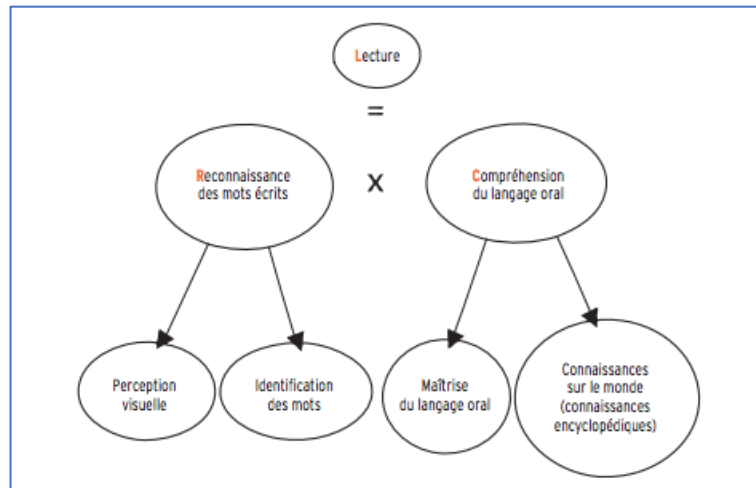 Lecture
=
Reconnaissance
des mots écrits
X
Compréhension
du langage oral
Perception
visuelle
Identification
des mots
Maîtrise
du langage oral
Connaissances
sur le monde
(connaissances
encyclopédiques)